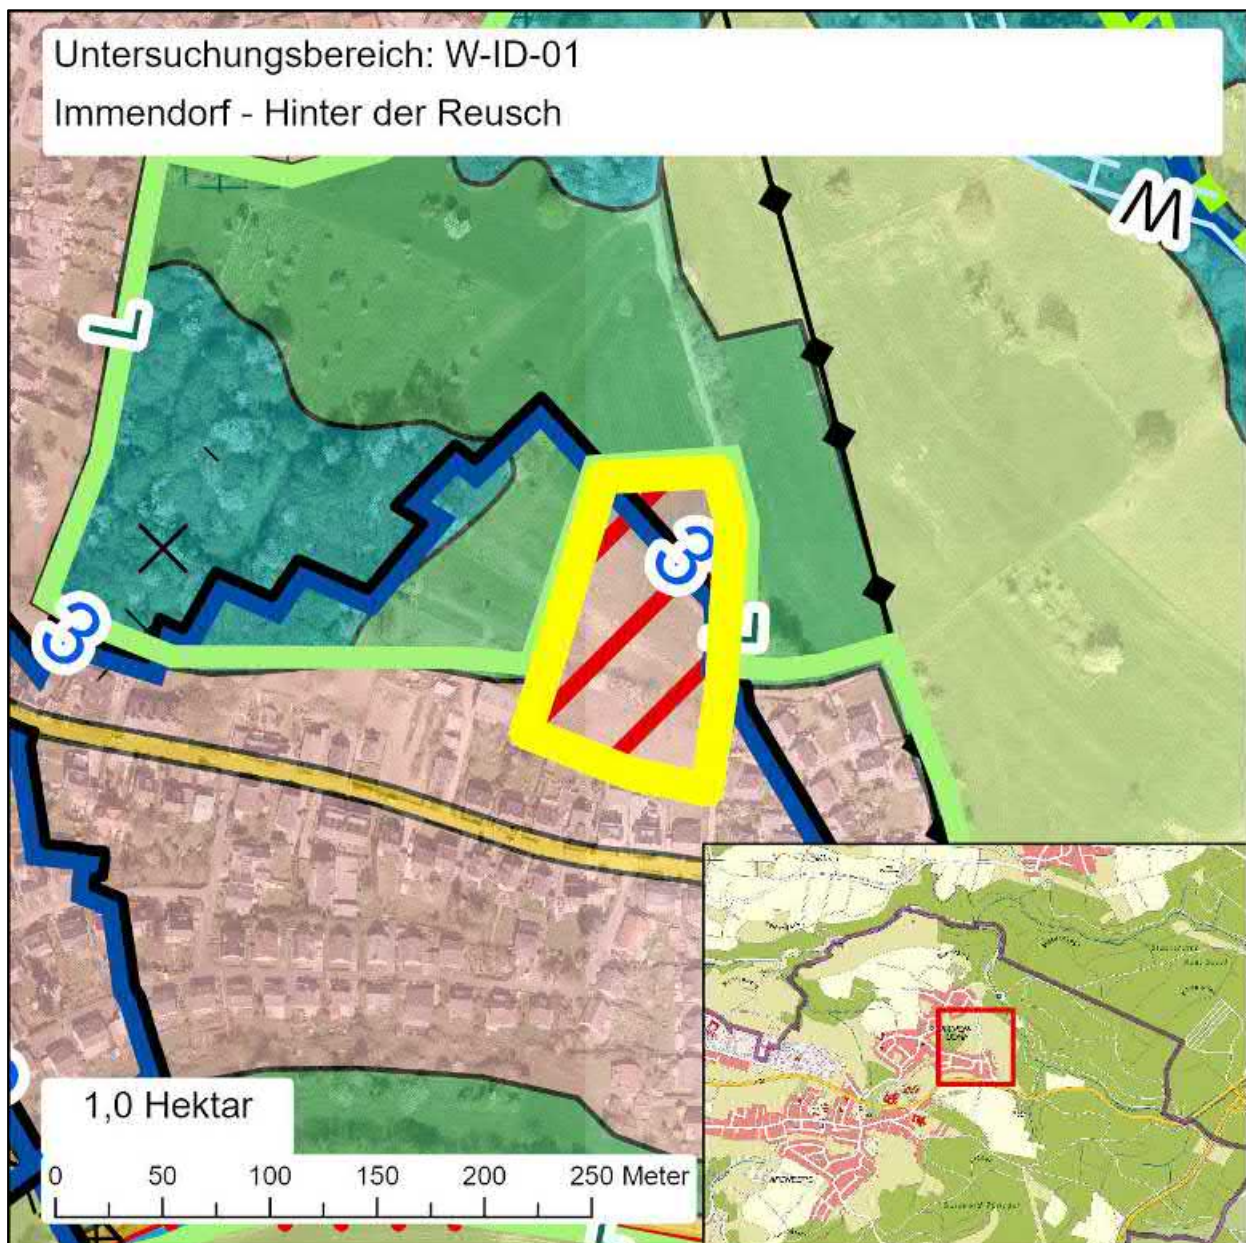 Untersuchungsbereich: W-ID-01
Immendorf - Hinter der Reusch
W
L
3
3
L
1,0 Hektar
0 50 100 150 200 250 Meter